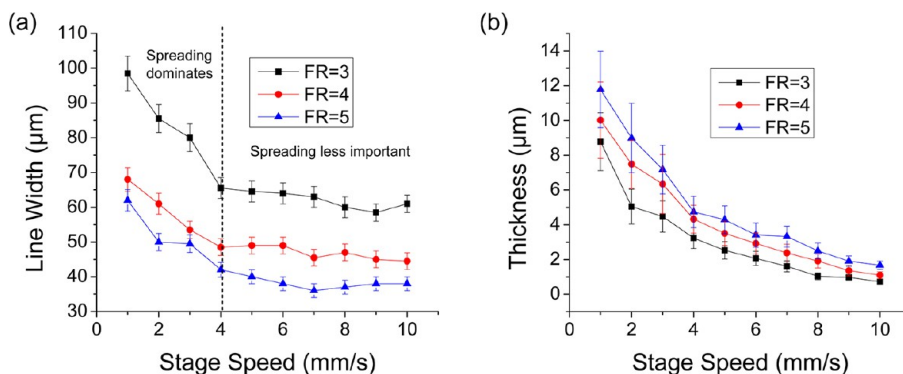 (a)
110
100
90
80
70
60
50
40
30
Line Width (μm)
Spreading
dominates
FR=3
FR=4
FR=5
Spreading less important
0 2 4 6 8 10
Stage Speed (mm/s)
(b)
14
12
10
8
6
4
2
0
Thickness (μm)
FR=3
FR=4
FR=5
0 2 4 6 8 10
Stage Speed (mm/s)